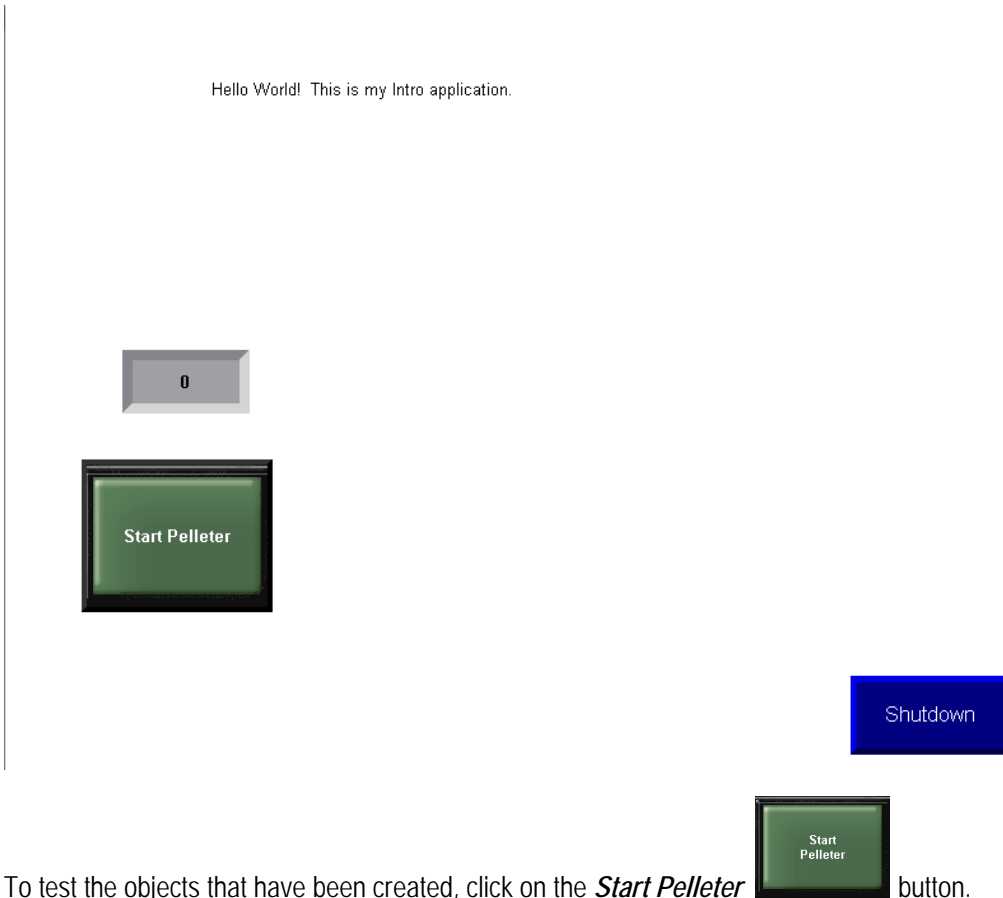 Hello World! This is my Intro application.
0
Start Pelleter
Shutdown
Start
Pelleter
To test the objects that have been created, click on the Start Pelleter button.